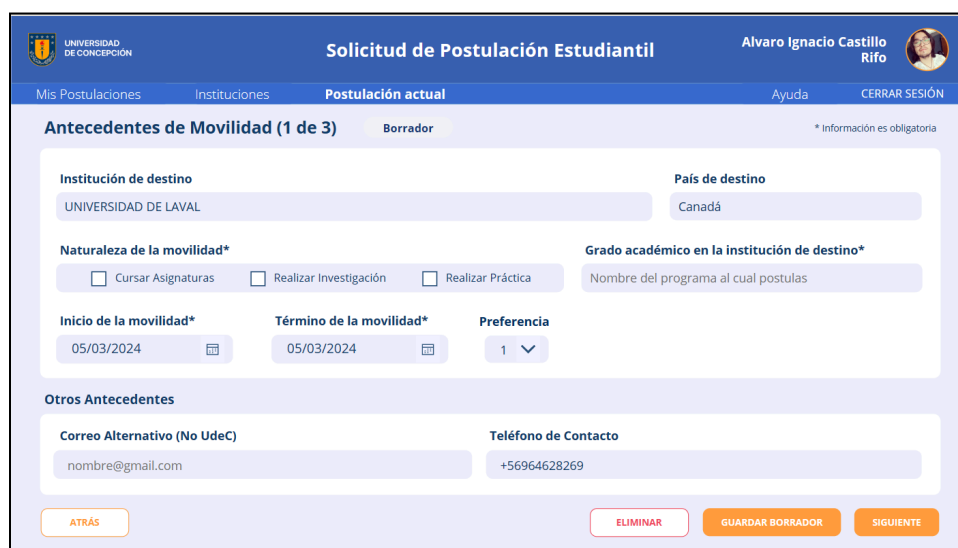 UNIVERSIDAD
DE CONCEPCIÓN
Solicitud de Postulación Estudiantil
Alvaro Ignacio Castillo
Rifo
Mis Postulaciones
Instituciones
Postulación actual
Ayuda
CERRAR SESIÓN
Antecedentes de Movilidad (1 de 3)
Borrador
* Información es obligatoria
Institución de destino
País de destino
UNIVERSIDAD DE LAVAL
Canadá
Naturaleza de la movilidad*
Grado académico en la institución de destino*
Cursar Asignaturas
Realizar Investigación
Realizar Práctica
Nombre del programa al cual postulas
Inicio de la movilidad*
Término de la movilidad*
Preferencia
05/03/2024
05/03/2024
1
Otros Antecedentes
Correo Alternativo (No UdeC)
Teléfono de Contacto
nombre@gmail.com
+56964628269
ATRÁS
ELIMINAR
GUARDAR BORRADOR
SIGUIENTE